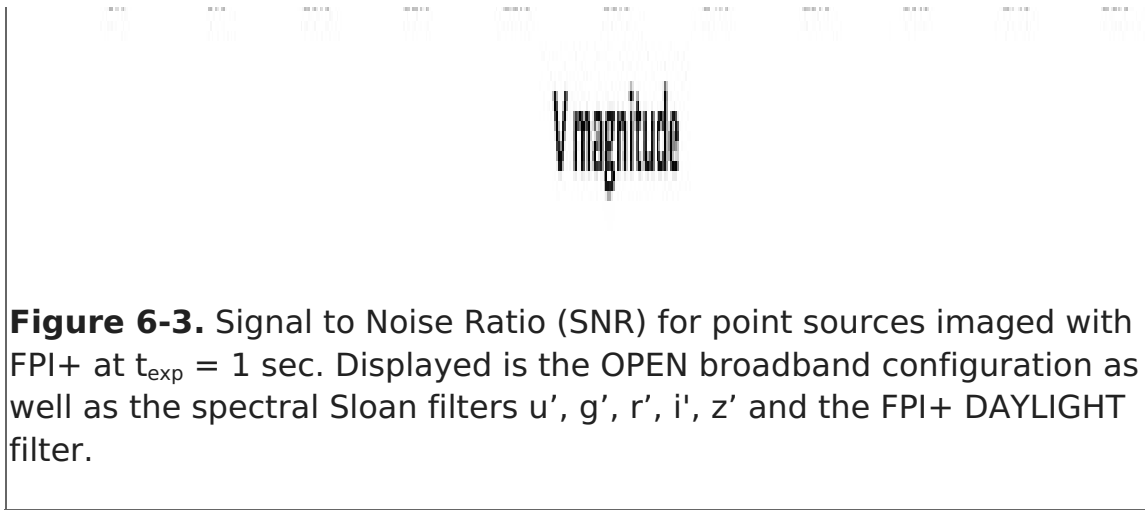 V magnitude
Figure 6-3. Signal to Noise Ratio (SNR) for point sources imaged with
FPI+ at texp = 1 sec. Displayed is the OPEN broadband configuration as
well as the spectral Sloan filters u’, g’, r’, i', z’ and the FPI+ DAYLIGHT
filter.